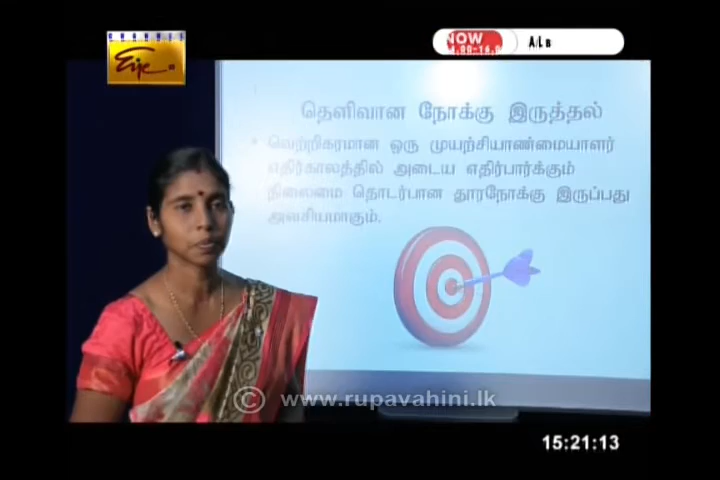 CHANNEL
Eye
NOW
A/L B
தெளிவான நோக்கு இருத்தல்
• வெற்றிகரமான ஒரு முயற்சியாண்மையாளர்
எதிர்காலத்தில் அடைய எதிர்பார்க்கும்
நிலைமை தொடர்பான தூரநோக்கு இருப்பது
அவசியமாகும்.
© www.rupavahini.lk
15:21:13